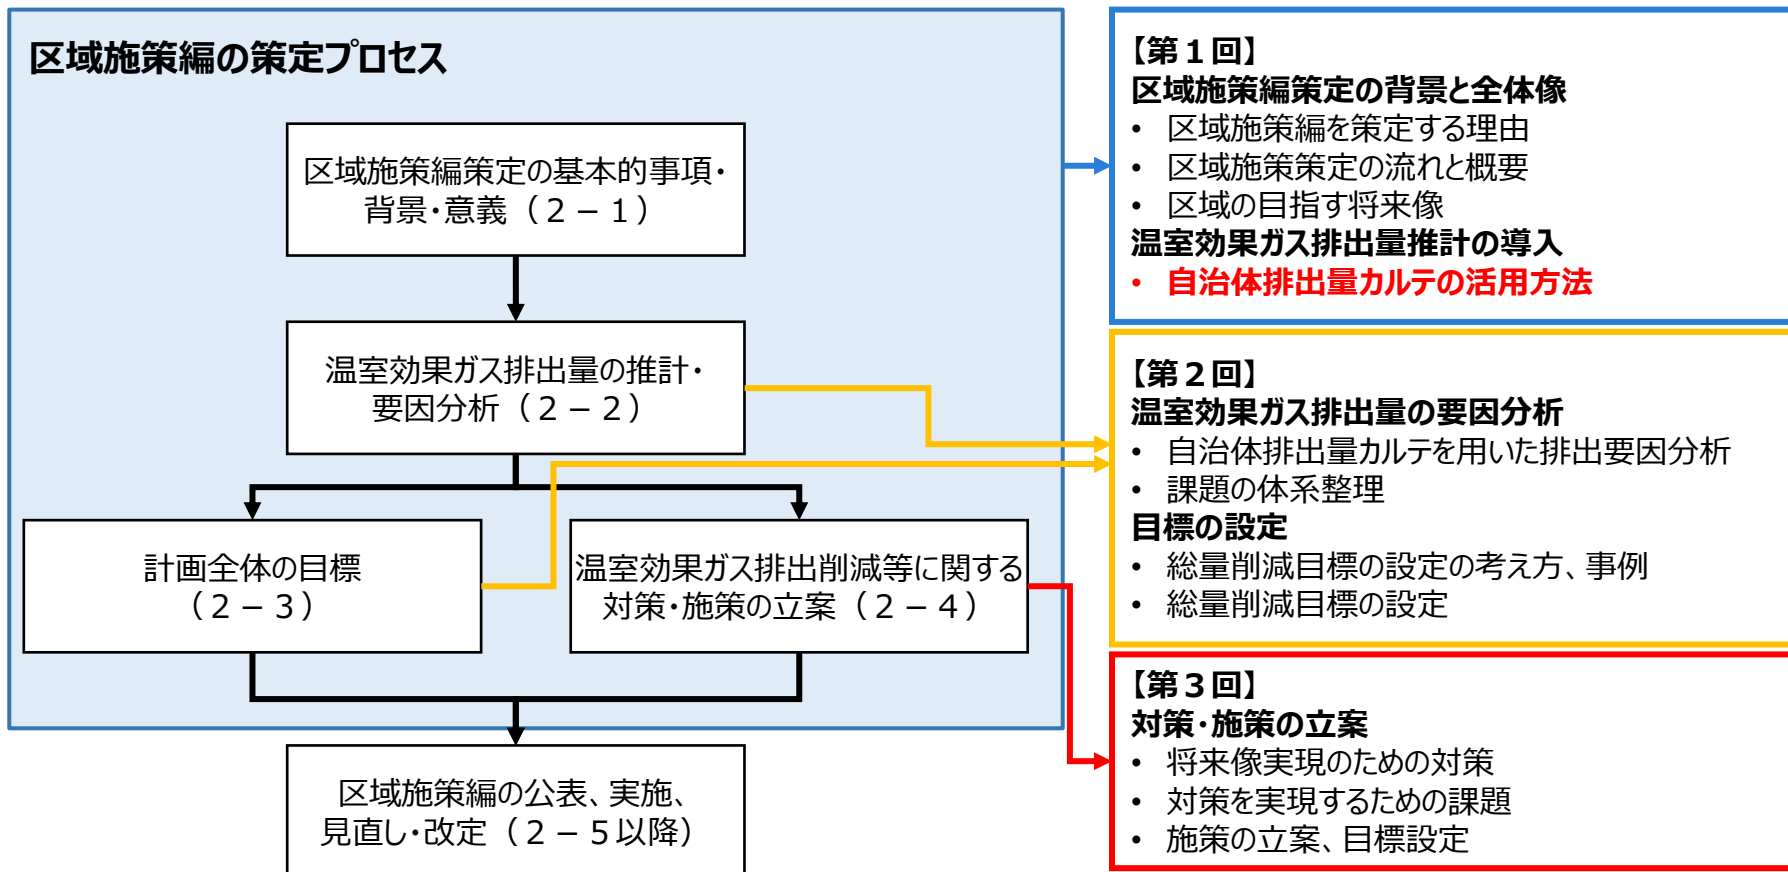 区域施策編の策定プロセス
区域施策編策定の基本的事項・
背景・意義（２－１）
温室効果ガス排出量の推計・
要因分析（２－２）
計画全体の目標
（２－３）
温室効果ガス排出削減等に関する
対策・施策の立案（２－４）
区域施策編の公表、実施、
見直し・改定（２－５以降）
【第１回】
区域施策編策定の背景と全体像
• 区域施策編を策定する理由
• 区域施策策定の流れと概要
• 区域の目指す将来像
温室効果ガス排出量推計の導入
• 自治体排出量カルテの活用方法
【第２回】
温室効果ガス排出量の要因分析
• 自治体排出量カルテを用いた排出要因分析
• 課題の体系整理
目標の設定
• 総量削減目標の設定の考え方、事例
• 総量削減目標の設定
【第３回】
対策・施策の立案
• 将来像実現のための対策
• 対策を実現するための課題
• 施策の立案、目標設定